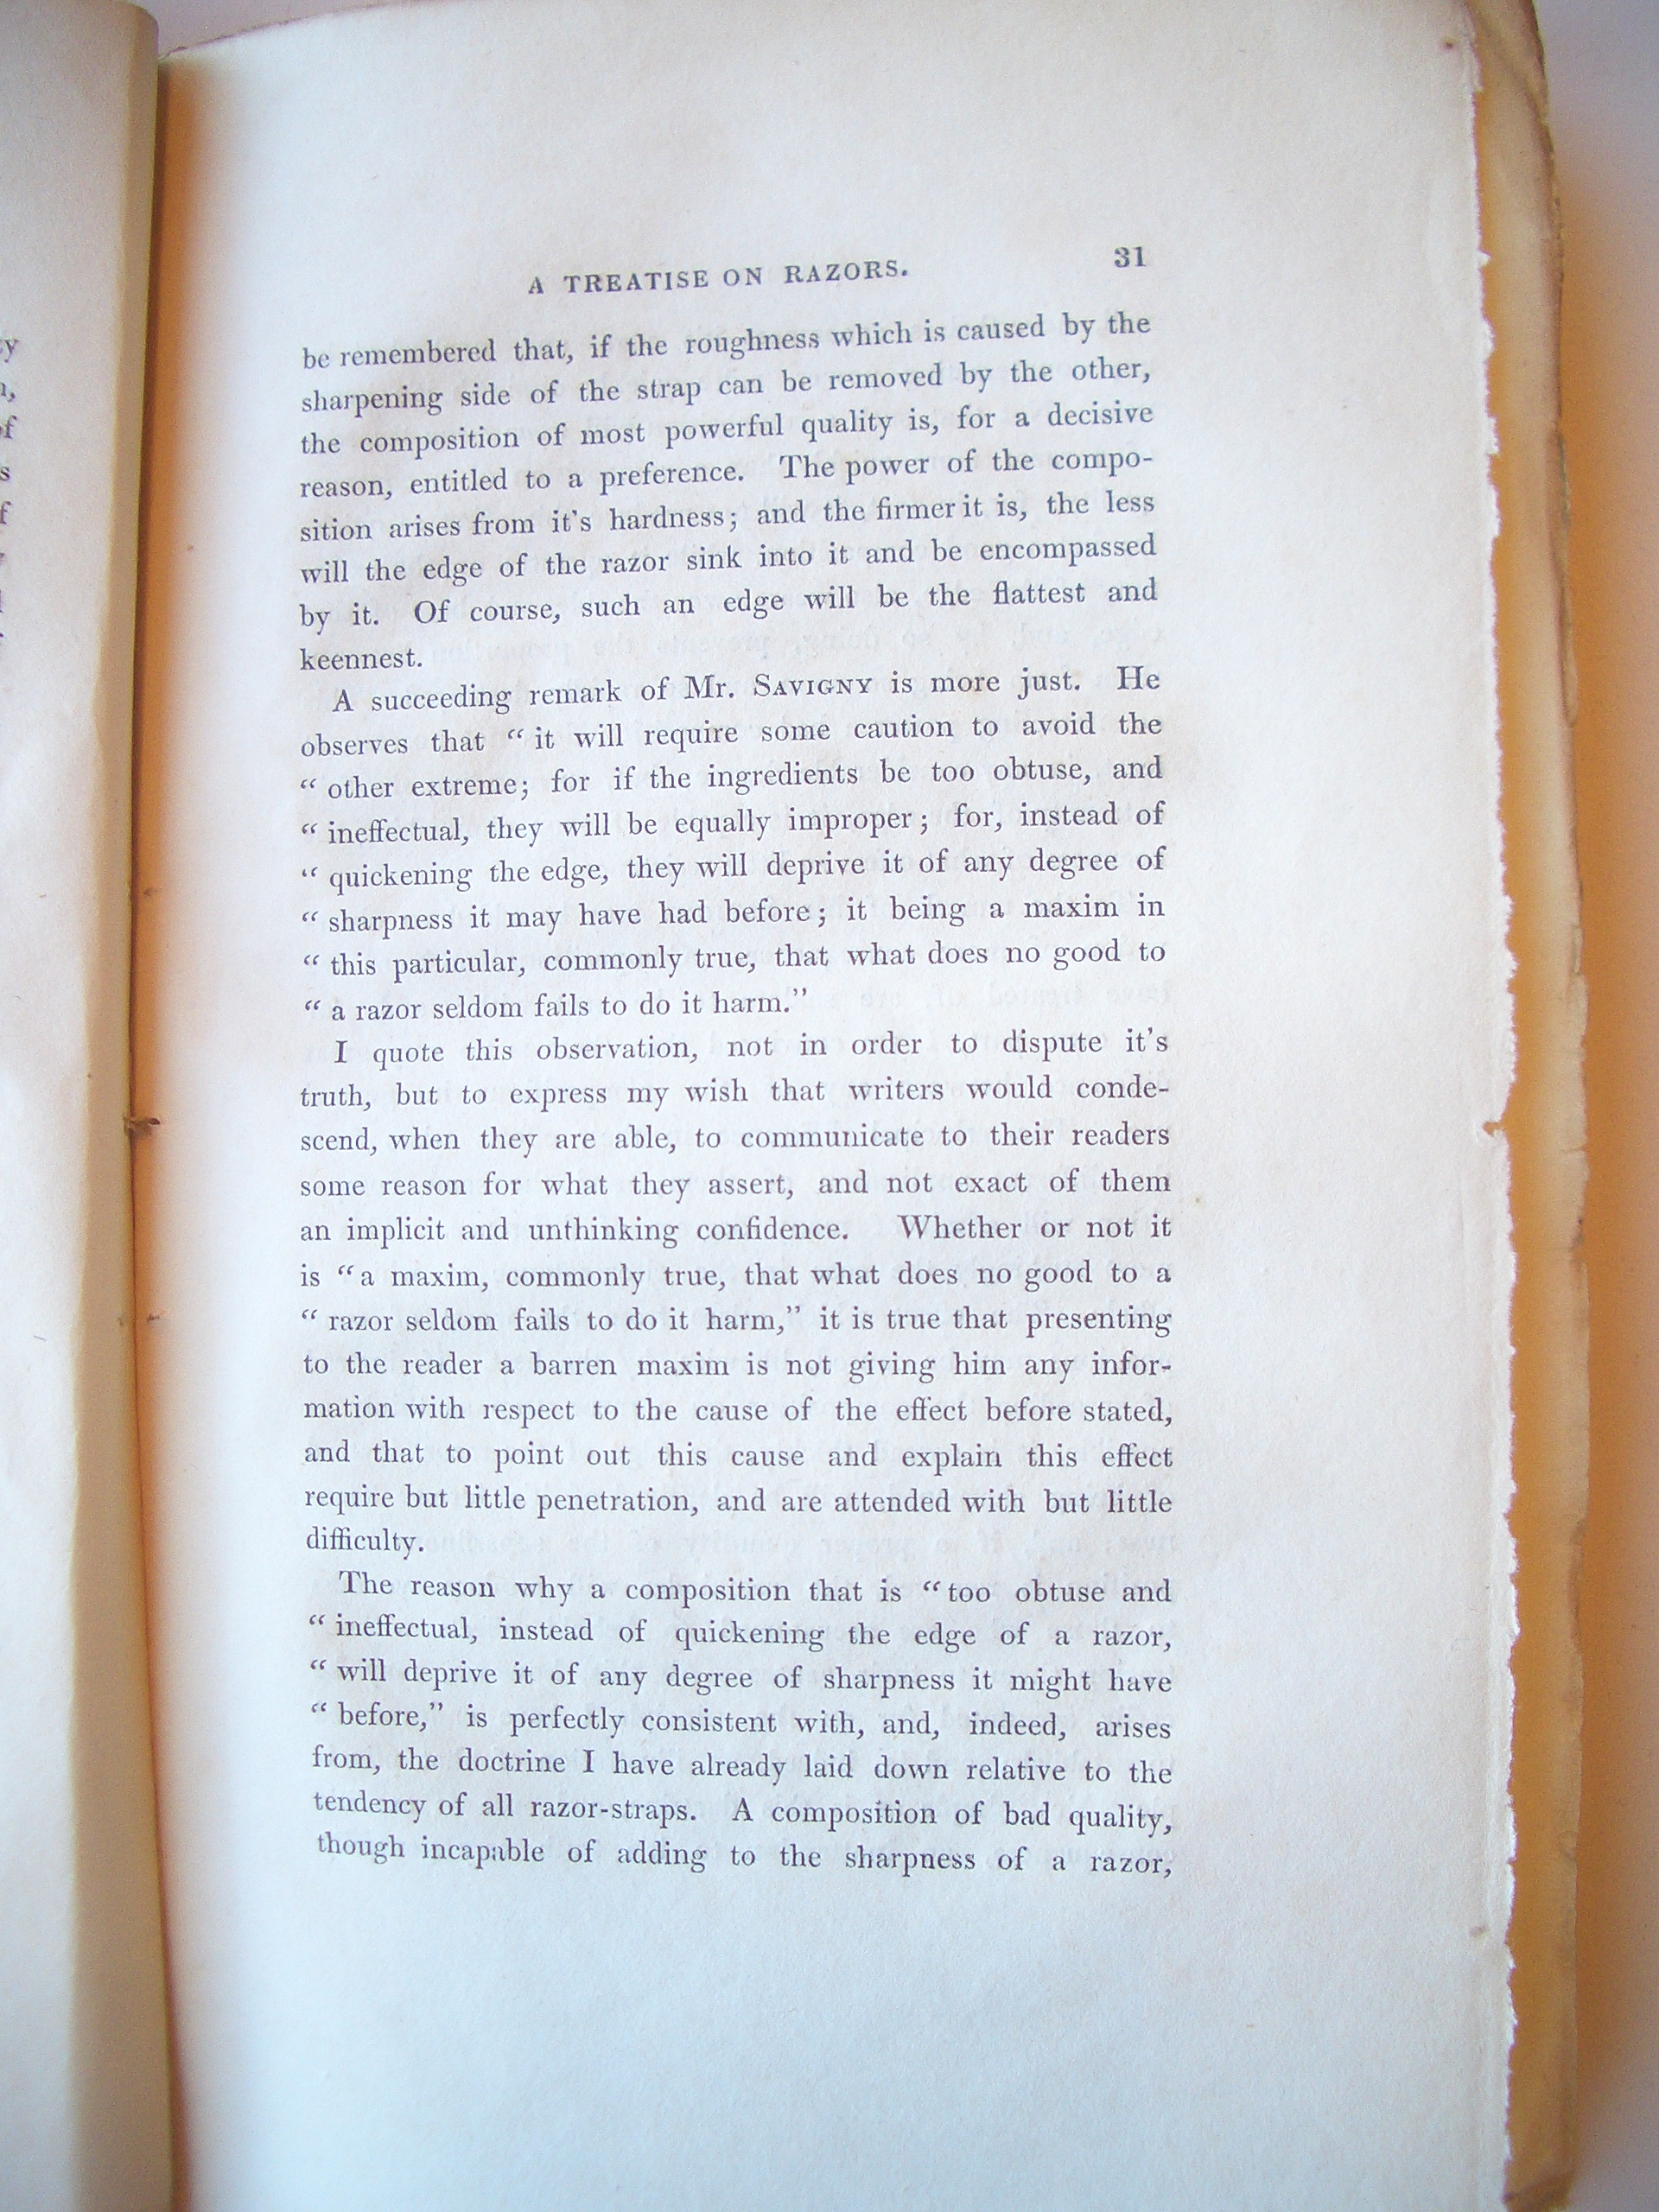 A TREATISE ON RAZORS. 31
be remembered that, if the roughness which is caused by the
sharpening side of the strap can be removed by the other,
the composition of most powerful quality is, for a decisive
reason, entitled to a preference. The power of the compo-
sition arises from it's hardness; and the firmer it is, the less
will the edge of the razor sink into it and be encompassed
by it. Of course, such an edge will be the flattest and
keennest.
A succeeding remark of Mr. SAVIGNY is more just. He
observes that “ it will require some caution to avoid the
“ other extreme; for if the ingredients be too obtuse, and
“ ineffectual, they will be equally improper; for, instead of
“ quickening the edge, they will deprive it of any degree of
“ sharpness it may have had before; it being a maxim in
“ this particular, commonly true, that what does no good to
“ a razor seldom fails to do it harm.”
I quote this observation, not in order to dispute it's
truth, but to express my wish that writers would conde-
scend, when they are able, to communicate to their readers
some reason for what they assert, and not exact of them
an implicit and unthinking confidence. Whether or not it
is “ a maxim, commonly true, that what does no good to a
“ razor seldom fails to do it harm,” it is true that presenting
to the reader a barren maxim is not giving him any infor-
mation with respect to the cause of the effect before stated,
and that to point out this cause and explain this effect
require but little penetration, and are attended with but little
difficulty.
The reason why a composition that is “ too obtuse and
“ ineffectual, instead of quickening the edge of a razor,
“ will deprive it of any degree of sharpness it might have
“ before,” is perfectly consistent with, and, indeed, arises
from, the doctrine I have already laid down relative to the
tendency of all razor-straps. A composition of bad quality,
though incapable of adding to the sharpness of a razor,